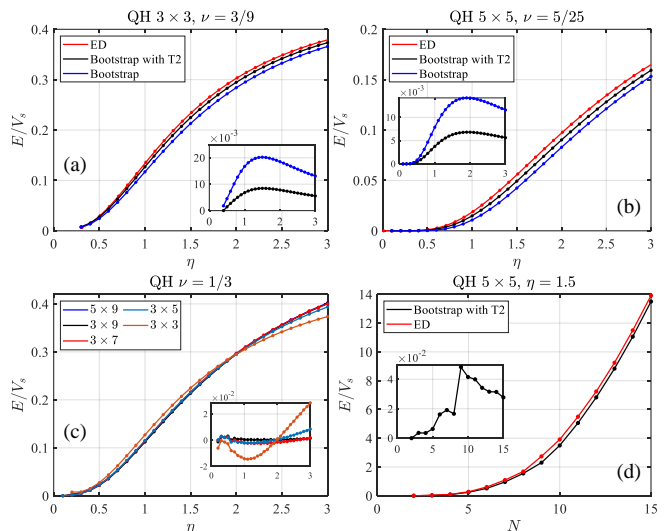 QH 3 × 3, ν = 3/9
E/V_s
0.4
0.3
0.2
0.1
0
ED
Bootstrap with T2
Bootstrap
×10⁻³
20
15
10
5
0
0 1 2 3
(a)
0 0.5 1 1.5 2 2.5 3
η
QH 5 × 5, ν = 5/25
E/V_s
0.2
0.15
0.1
0.05
0
ED
Bootstrap with T2
Bootstrap
×10⁻³
10
5
0
0 1 2 3
(b)
0 0.5 1 1.5 2 2.5 3
η
QH ν = 1/3
E/V_s
0.4
0.3
0.2
0.1
0
5 × 9 3 × 5
3 × 9 3 × 3
3 × 7
×10⁻²
2
0
-2
0 1 2 3
(c)
0 0.5 1 1.5 2 2.5 3
η
QH 5 × 5, η = 1.5
E/V_s
14
12
10
8
6
4
2
0
Bootstrap with T2
ED
×10⁻²
4
2
0
0 5 10 15
(d)
0 5 10 15
N